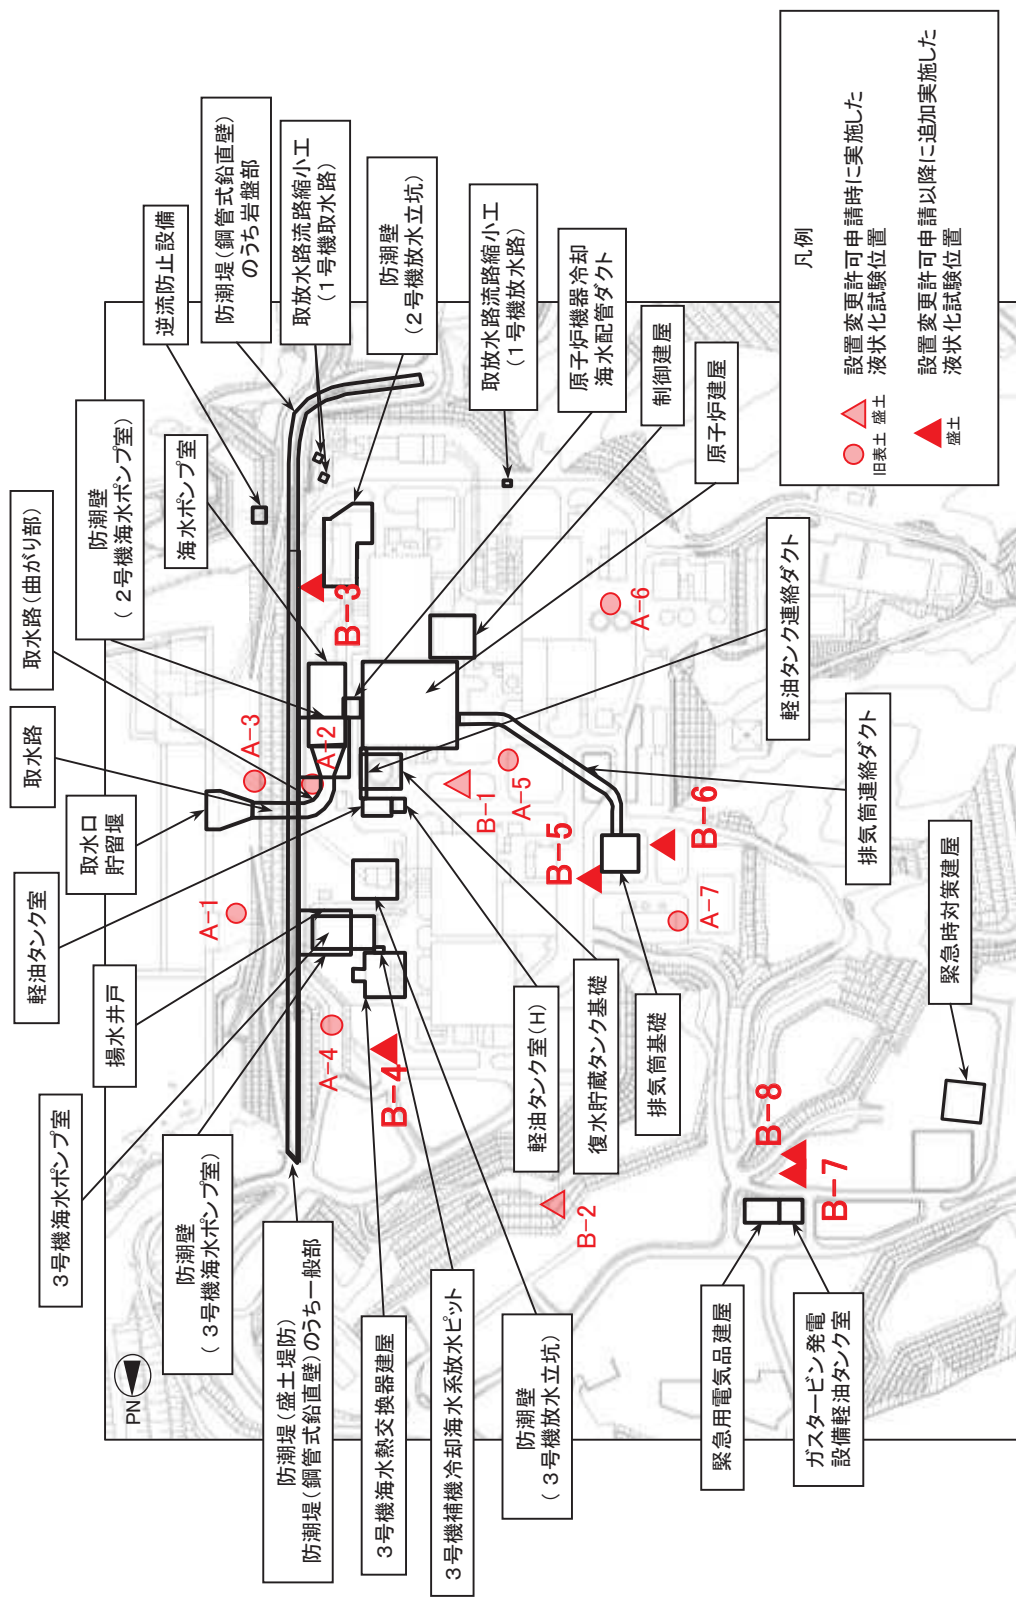 3号機海水ポンプ室
揚水井戸
軽油タンク室
取水口
貯留堰
取水路
取水路(曲がり部)
防潮壁
(2号機海水ポンプ室)
海水ポンプ室
逆流防止設備
防潮堤(鋼管式鉛直壁)
のうち岩盤部
取放水路流路縮小工
(1号機取水路)
防潮壁
(2号機放水立坑)
取放水路流路縮小工
(1号機放水路)
原子炉機器冷却
海水配管ダクト
制御建屋
原子炉建屋
軽油タンク連絡ダクト
排気筒連絡ダクト
緊急時対策建屋
PN
防潮壁
(3号機海水ポンプ室)
防潮堤(盛土堤防)
防潮堤(鋼管式鉛直壁)のうち一般部
3号機海水熱交換器建屋
3号機補機冷却海水系放水ピット
防潮壁
(3号機放水立坑)
軽油タンク室(H)
復水貯蔵タンク基礎
排気筒基礎
緊急用電気品建屋
ガスタービン発電
設備軽油タンク室
A-1
A-2
A-3
A-4
A-5
A-6
A-7
B-1
B-2
B-3
B-4
B-5
B-6
B-7
B-8
凡例
旧表土 盛土
設置変更許可申請時に実施した
液状化試験位置
盛土
設置変更許可申請以降に追加実施した
液状化試験位置